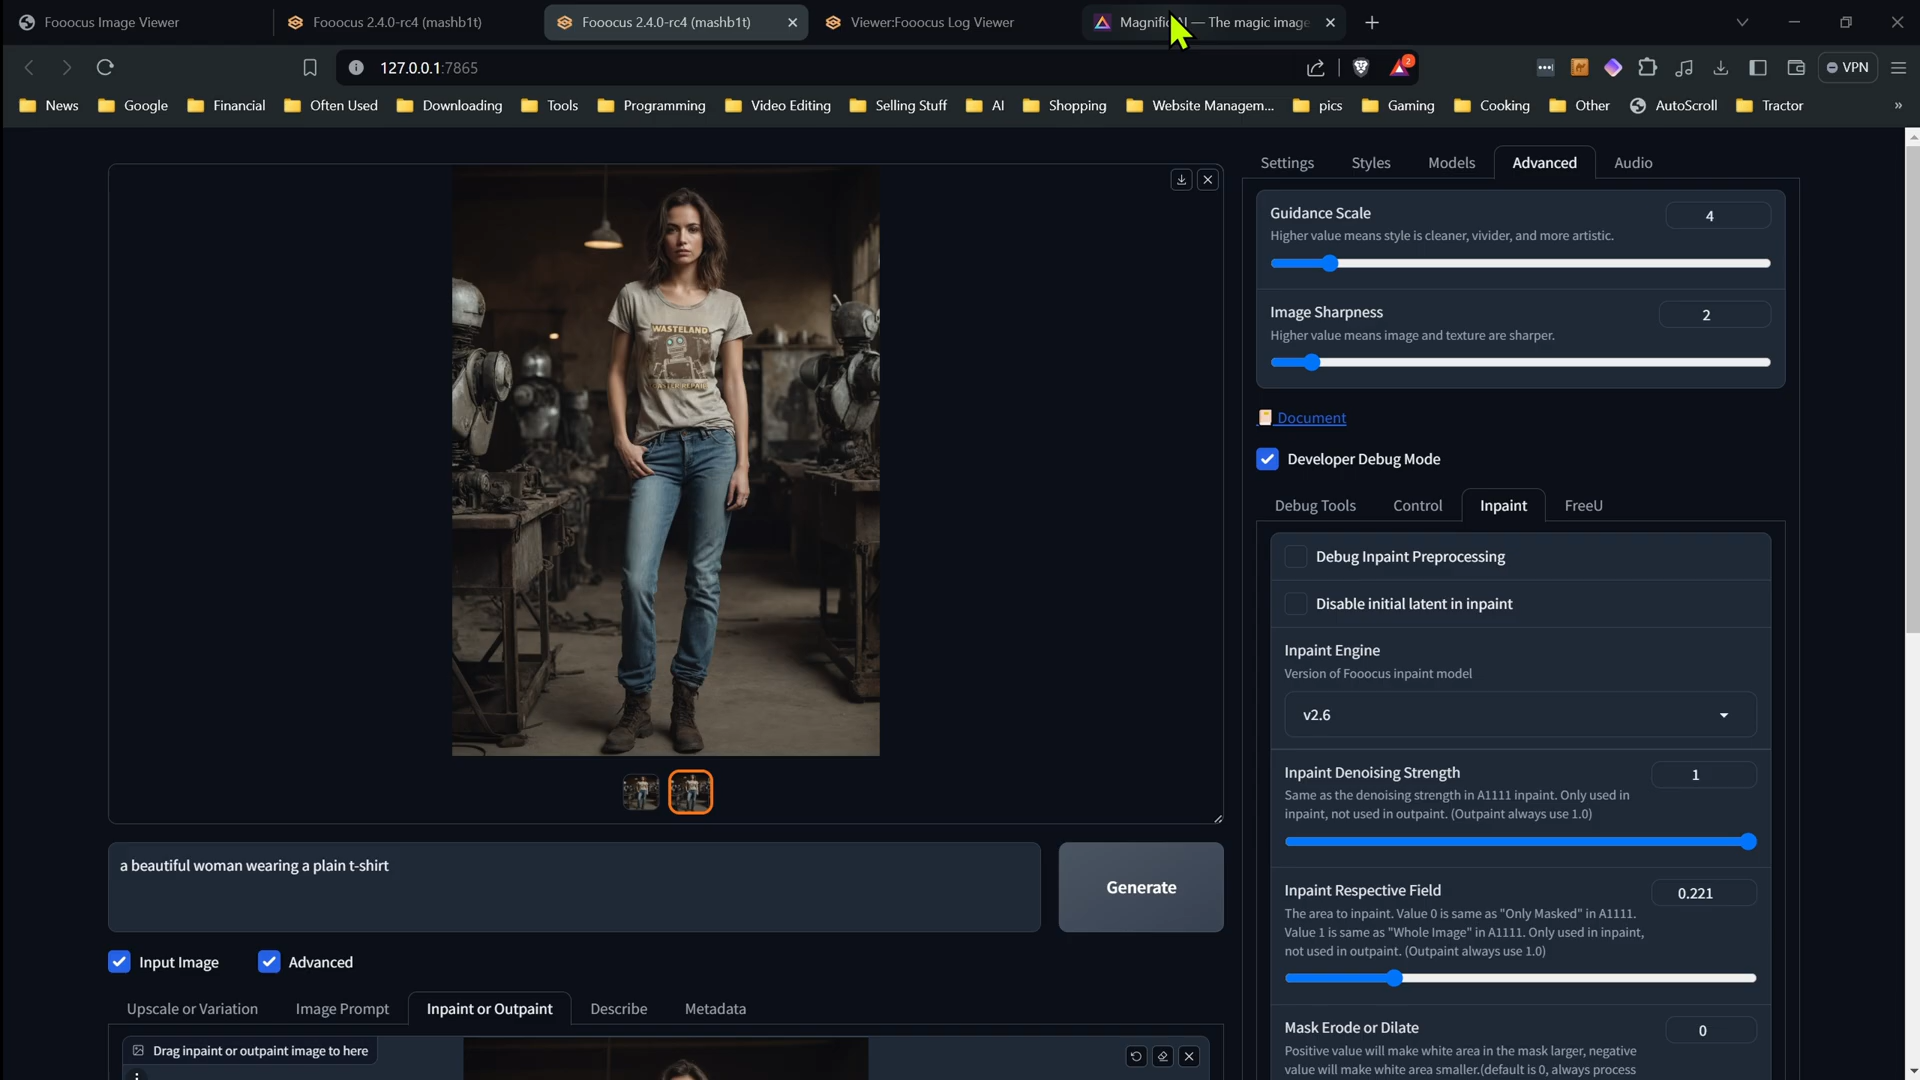 Fooocus Image Viewer
Fooocus 2.4.0-rc4 (mashb1t)
Fooocus 2.4.0-rc4 (mashb1t)
Viewer:Fooocus Log Viewer
Magnific AI — The magic image
127.0.0.1:7865
2
VPN
News
Google
Financial
Often Used
Downloading
Tools
Programming
Video Editing
Selling Stuff
AI
Shopping
Website Managem...
pics
Gaming
Cooking
Other
AutoScroll
Tractor
»
WASTELAND
Settings
Styles
Models
Advanced
Audio
Guidance Scale
4
Higher value means style is cleaner, vivider, and more artistic.
Image Sharpness
2
Higher value means image and texture are sharper.
Document
Developer Debug Mode
Debug Tools
Control
Inpaint
FreeU
Debug Inpaint Preprocessing
Disable initial latent in inpaint
Inpaint Engine
Version of Fooocus inpaint model
v2.6
Inpaint Denoising Strength
1
Same as the denoising strength in A1111 inpaint. Only used in
inpaint, not used in outpaint. (Outpaint always use 1.0)
Inpaint Respective Field
0.221
The area to inpaint. Value 0 is same as "Only Masked" in A1111.
Value 1 is same as "Whole Image" in A1111. Only used in inpaint,
not used in outpaint. (Outpaint always use 1.0)
Mask Erode or Dilate
0
Positive value will make white area in the mask larger, negative
value will make white area smaller.(default is 0, always process
a beautiful woman wearing a plain t-shirt
Generate
Input Image
Advanced
Upscale or Variation
Image Prompt
Inpaint or Outpaint
Describe
Metadata
Drag inpaint or outpaint image to here